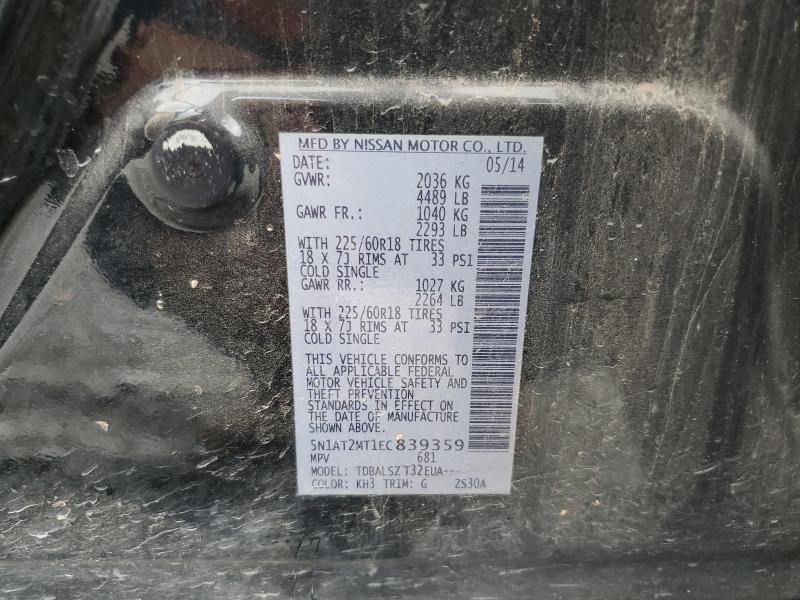 MFD BY NISSAN MOTOR CO., LTD.
DATE: 05/14
GVWR: 2036 KG
4489 LB
GAWR FR.: 1040 KG
2293 LB
WITH 225/60R18 TIRES
18 X 7J RIMS AT 33 PSI
COLD SINGLE
GAWR RR.: 1027 KG
2264 LB
WITH 225/60R18 TIRES
18 X 7J RIMS AT 33 PSI
COLD SINGLE
THIS VEHICLE CONFORMS TO
ALL APPLICABLE FEDERAL
MOTOR VEHICLE SAFETY AND
THEFT PREVENTION
STANDARDS IN EFFECT ON
THE DATE OF MANUFACTURE
SHOWN ABOVE.
5N1AT2MT1EC839359
MPV 681
MODEL: TDBALSZ T32EUA---
COLOR: KH3 TRIM: G ZS30A